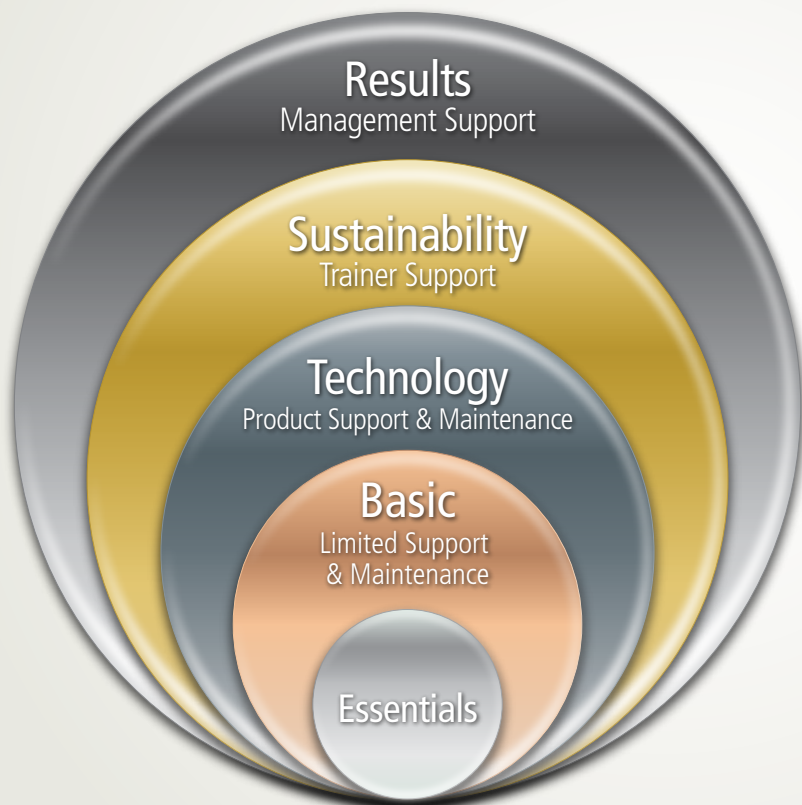 Results
Management Support
Sustainability
Trainer Support
Technology
Product Support & Maintenance
Basic
Limited Support
& Maintenance
Essentials